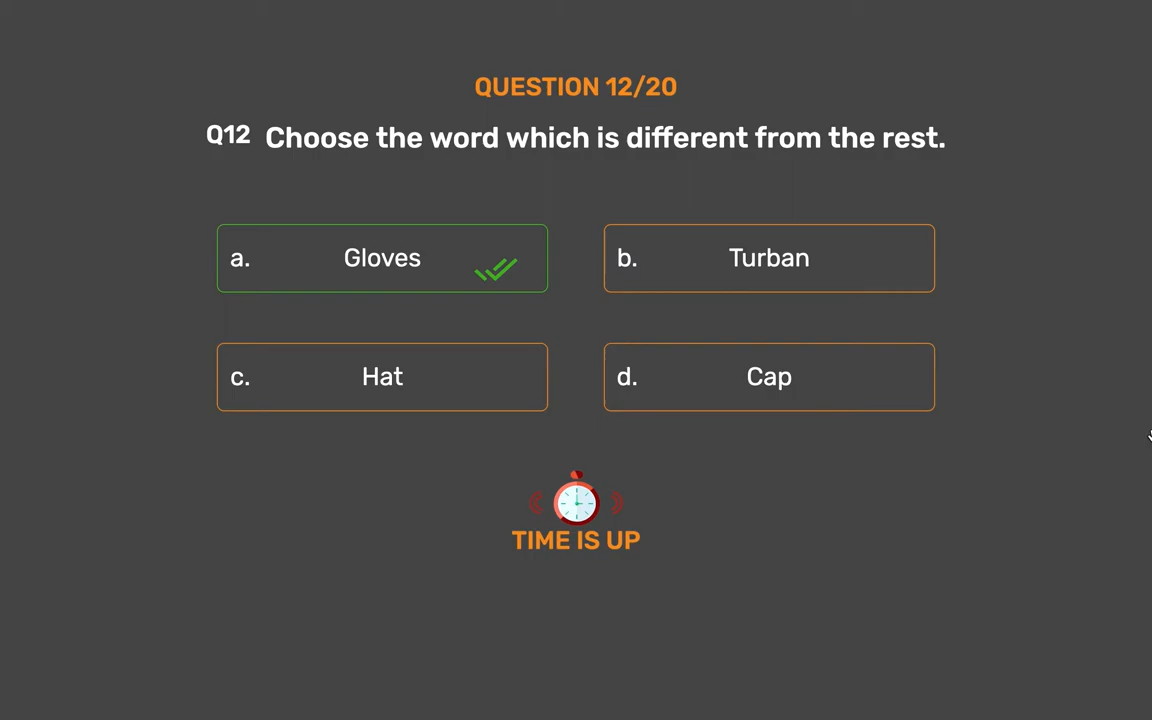 QUESTION 12/20
Q12 Choose the word which is different from the rest.
a. Gloves
b. Turban
c. Hat
d. Cap
TIME IS UP